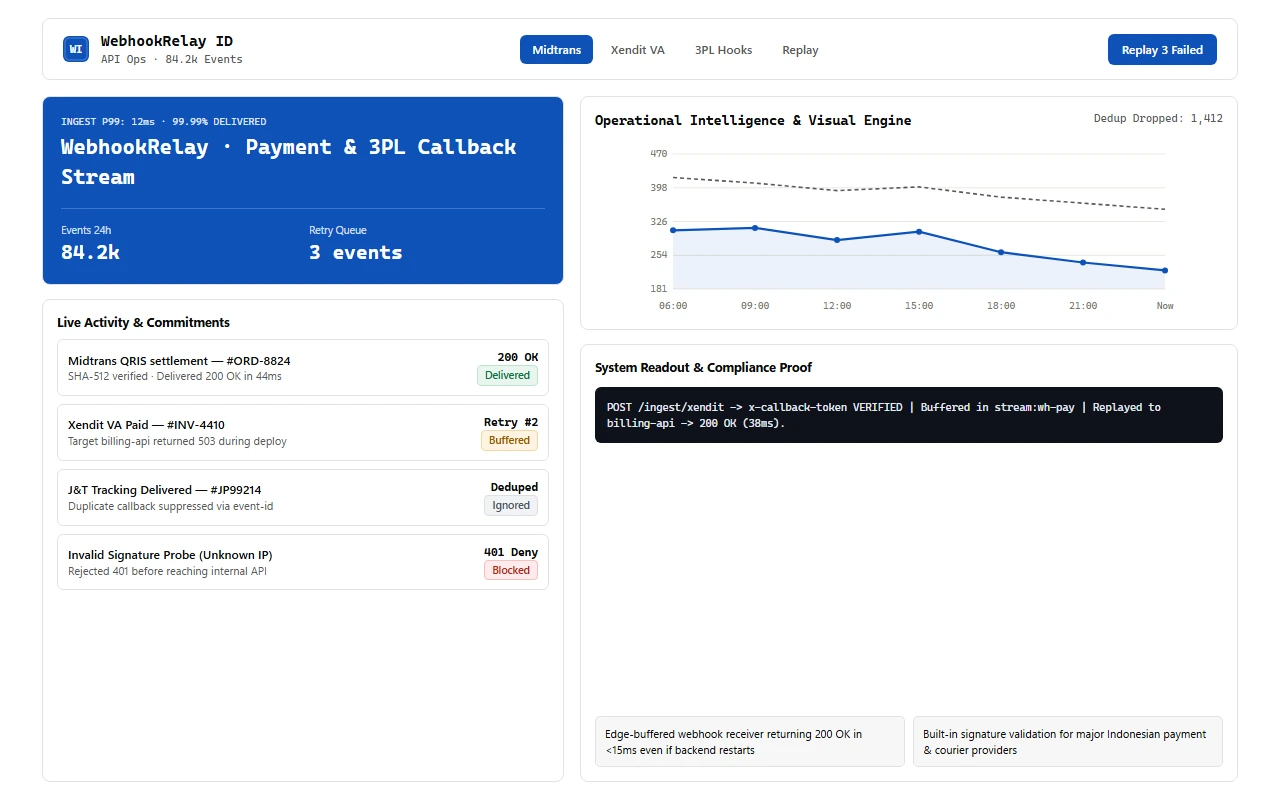 WI
WebhookRelay ID
API Ops · 84.2k Events
Midtrans
Xendit VA
3PL Hooks
Replay
Replay 3 Failed
INGEST P99: 12ms · 99.99% DELIVERED
WebhookRelay · Payment & 3PL Callback
Stream
Events 24h
84.2k
Retry Queue
3 events
Operational Intelligence & Visual Engine
Dedup Dropped: 1,412
470
398
326
254
181
06:00
09:00
12:00
15:00
18:00
21:00
Now
Live Activity & Commitments
Midtrans QRIS settlement — #ORD-8824
SHA-512 verified · Delivered 200 OK in 44ms
200 OK
Delivered
Xendit VA Paid — #INV-4410
Target billing-api returned 503 during deploy
Retry #2
Buffered
J&T Tracking Delivered — #JP99214
Duplicate callback suppressed via event-id
Deduped
Ignored
Invalid Signature Probe (Unknown IP)
Rejected 401 before reaching internal API
401 Deny
Blocked
System Readout & Compliance Proof
POST /ingest/xendit -> x-callback-token VERIFIED | Buffered in stream:wh-pay | Replayed to
billing-api -> 200 OK (38ms).
Edge-buffered webhook receiver returning 200 OK in
<15ms even if backend restarts
Built-in signature validation for major Indonesian payment
& courier providers